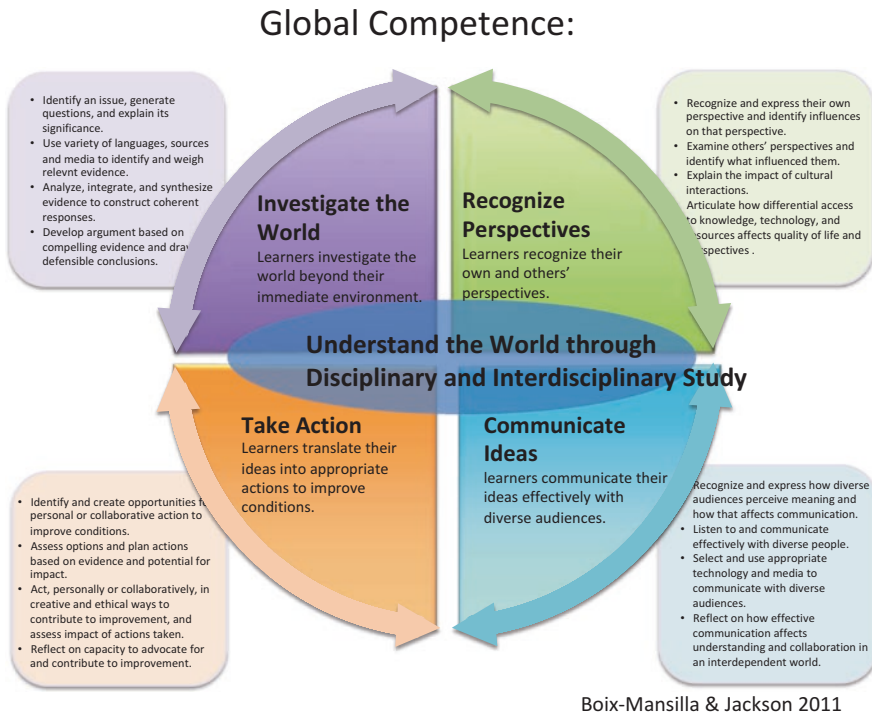 Global Competence:
• Identify an issue, generate
questions, and explain its
significance.
• Use variety of languages, sources
and media to identify and weigh
relevnt evidence.
• Analyze, integrate, and synthesize
evidence to construct coherent
responses.
• Develop argument based on
compelling evidence and draw
defensible conclusions.
Investigate the
World
Learners investigate the
world beyond their
immediate environment.
Recognize
Perspectives
Learners recognize their
own and others’
perspectives.
• Recognize and express their own
perspective and identify influences
on that perspective.
• Examine others’ perspectives and
identify what influenced them.
• Explain the impact of cultural
interactions.
Articulate how differential access
to knowledge, technology, and
resources affects quality of life and
perspectives .
Understand the World through
Disciplinary and Interdisciplinary Study
Take Action
Learners translate their
ideas into appropriate
actions to improve
conditions.
Communicate
Ideas
learners communicate their
ideas effectively with
diverse audiences.
• Identify and create opportunities
personal or collaborative action to
improve conditions.
• Assess options and plan actions
based on evidence and potential for
impact.
• Act, personally or collaboratively, in
creative and ethical ways to
contribute to improvement, and
assess impact of actions taken.
• Reflect on capacity to advocate for
and contribute to improvement.
Recognize and express how diverse
audiences perceive meaning and
how that affects communication.
• Listen to and communicate
effectively with diverse people.
• Select and use appropriate
technology and media to
communicate with diverse
audiences.
• Reflect on how effective
communication affects
understanding and collaboration in
an interdependent world.
Boix-Mansilla & Jackson 2011